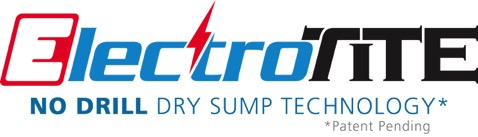 ElectroTITE
NO DRILL DRY SUMP TECHNOLOGY*
*Patent Pending